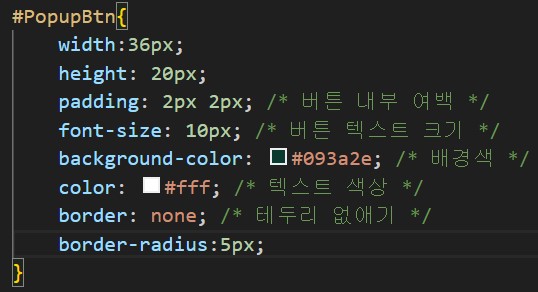 #PopupBtn{
width:36px;
height: 20px;
padding: 2px 2px; /* 버튼 내부 여백 */
font-size: 10px; /* 버튼 텍스트 크기 */
background-color: #093a2e; /* 배경색 */
color: #fff; /* 텍스트 색상 */
border: none; /* 테두리 없애기 */
border-radius:5px;
}